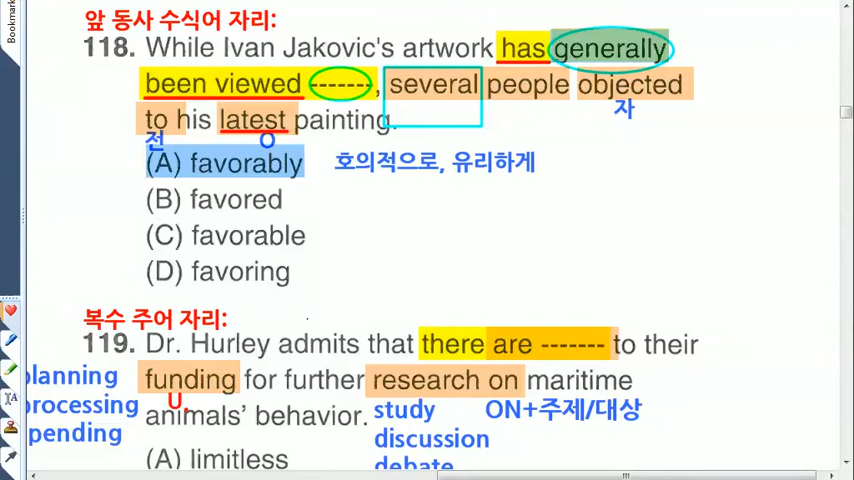 Bookmark
앞 동사 수식어 자리:
118. While Ivan Jakovic's artwork has generally
been viewed -------, several people objected
to his latest painting.
자
전
O
(A) favorably 호의적으로, 유리하게
(B) favored
(C) favorable
(D) favoring
복수 주어 자리:
119. Dr. Hurley admits that there are ------- to their
planning
funding for further research on maritime
processing
U,
animals' behavior.
study ON+주제/대상
pending
discussion
(A) limitless
debate